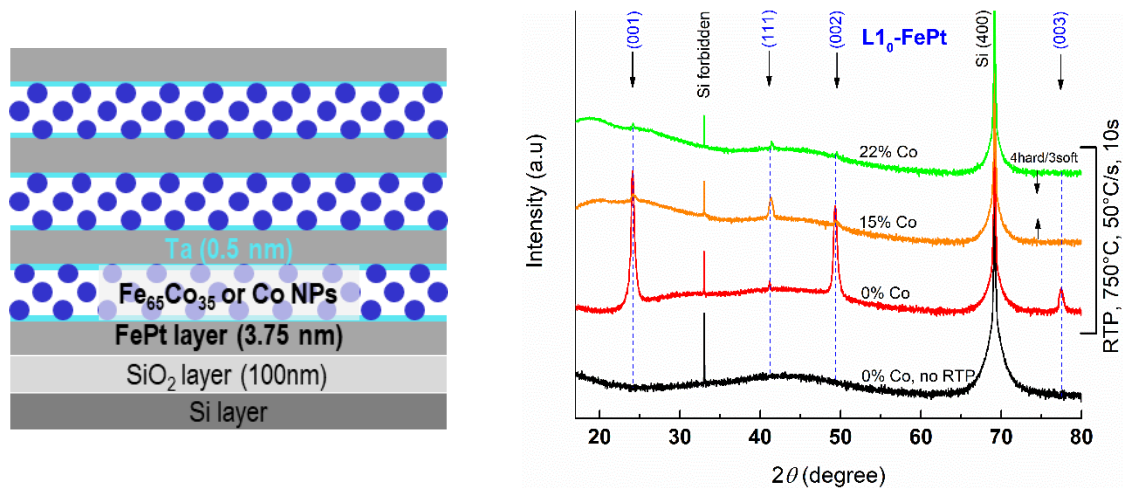 Ta (0.5 nm)
Fe₆₅Co₃₅ or Co NPs
FePt layer (3.75 nm)
SiO₂ layer (100nm)
Si layer
(001)
Si forbidden
(111)
(002)
L1₀-FePt
Si (400)
(003)
22% Co
4hard/3soft
15% Co
0% Co
0% Co, no RTP
RTP, 750°C, 50°C/s, 10s
Intensity (a.u)
20 30 40 50 60 70 80
2θ (degree)